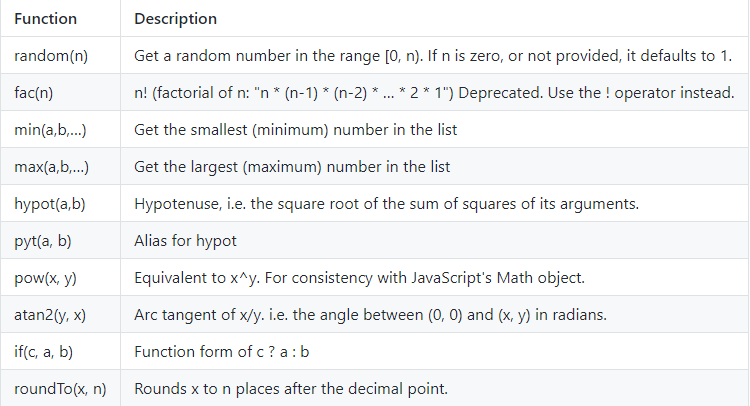 Function Description
random(n) Get a random number in the range [0, n). If n is zero, or not provided, it defaults to 1.
fac(n) n! (factorial of n: "n * (n-1) * (n-2) * ... * 2 * 1") Deprecated. Use the ! operator instead.
min(a,b,...) Get the smallest (minimum) number in the list
max(a,b,...) Get the largest (maximum) number in the list
hypot(a,b) Hypotenuse, i.e. the square root of the sum of squares of its arguments.
pyt(a, b) Alias for hypot
pow(x, y) Equivalent to x^y. For consistency with JavaScript's Math object.
atan2(y, x) Arc tangent of x/y. i.e. the angle between (0, 0) and (x, y) in radians.
if(c, a, b) Function form of c ? a : b
roundTo(x, n) Rounds x to n places after the decimal point.